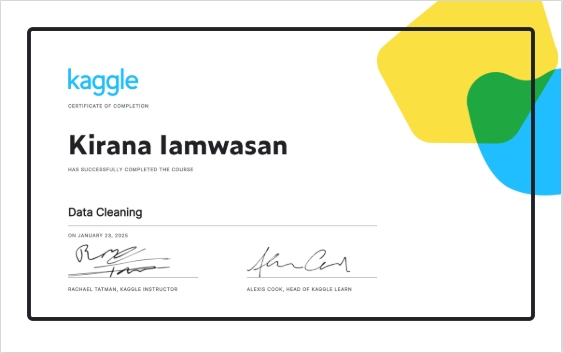 kaggle
CERTIFICATE OF COMPLETION
Kirana Iamwasan
HAS SUCCESSFULLY COMPLETED THE COURSE
Data Cleaning
ON JANUARY 23, 2025
RACHAEL TATMAN, KAGGLE INSTRUCTOR
ALEXIS COOK, HEAD OF KAGGLE LEARN